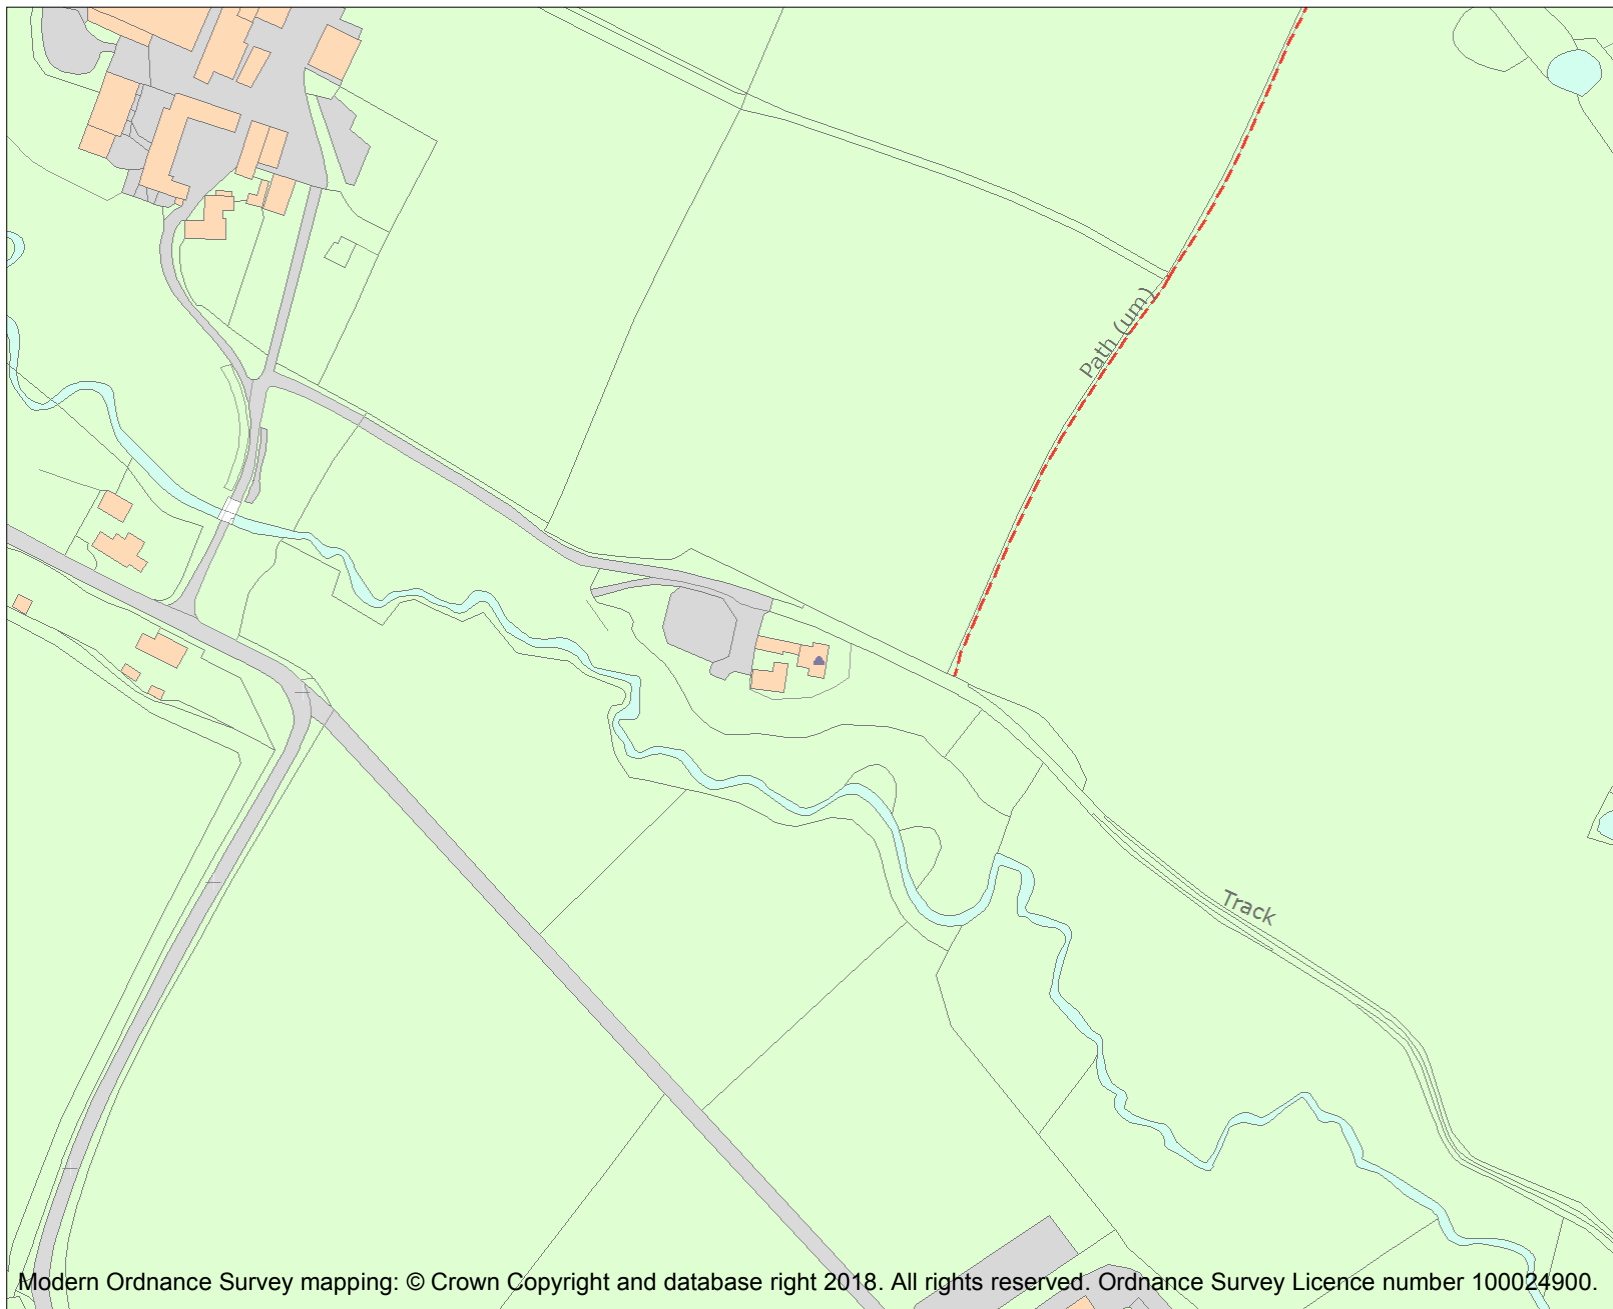 Path (um)
Track
Modern Ordnance Survey mapping: © Crown Copyright and database right 2018. All rights reserved. Ordnance Survey Licence number 100024900.